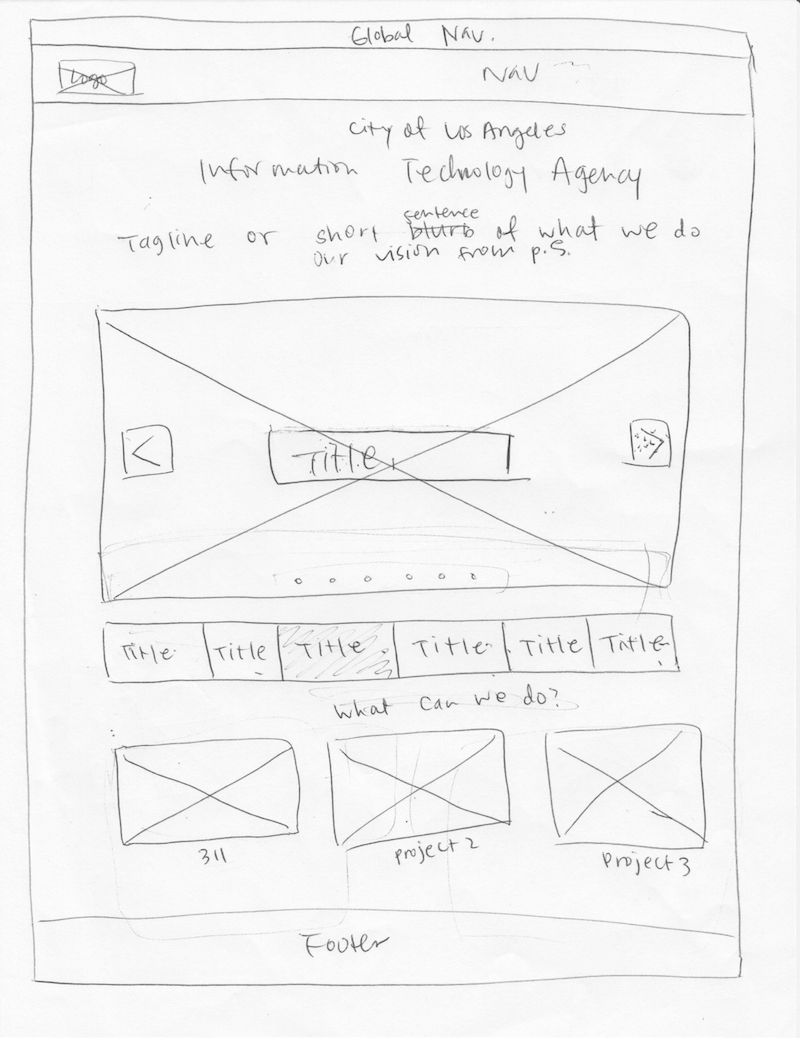 Global Nav.
Logo
Nav
City of Los Angeles
Information Technology Agency
sentence
Tagline or short blurb of what we do
our vision from p.S.
<
Title
>
Title Title Title Title Title Title
What can we do?
311 project 2 project 3
Footer